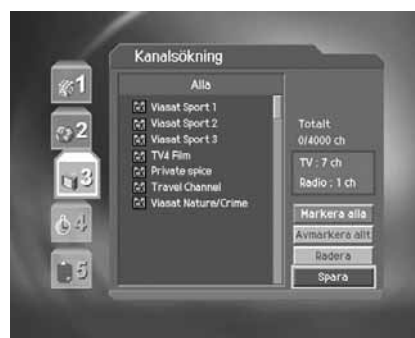 Kanalsökning
1
2
3
4
5
Alla
Viasat Sport 1
Viasat Sport 2
Viasat Sport 3
TV4 Film
Private spice
Travel Channel
Viasat Nature/Crime
Totalt
0/4000 ch
TV : 7 ch
Radio : 1 ch
Markera alla
Avmarkera allt
Radera
Spara